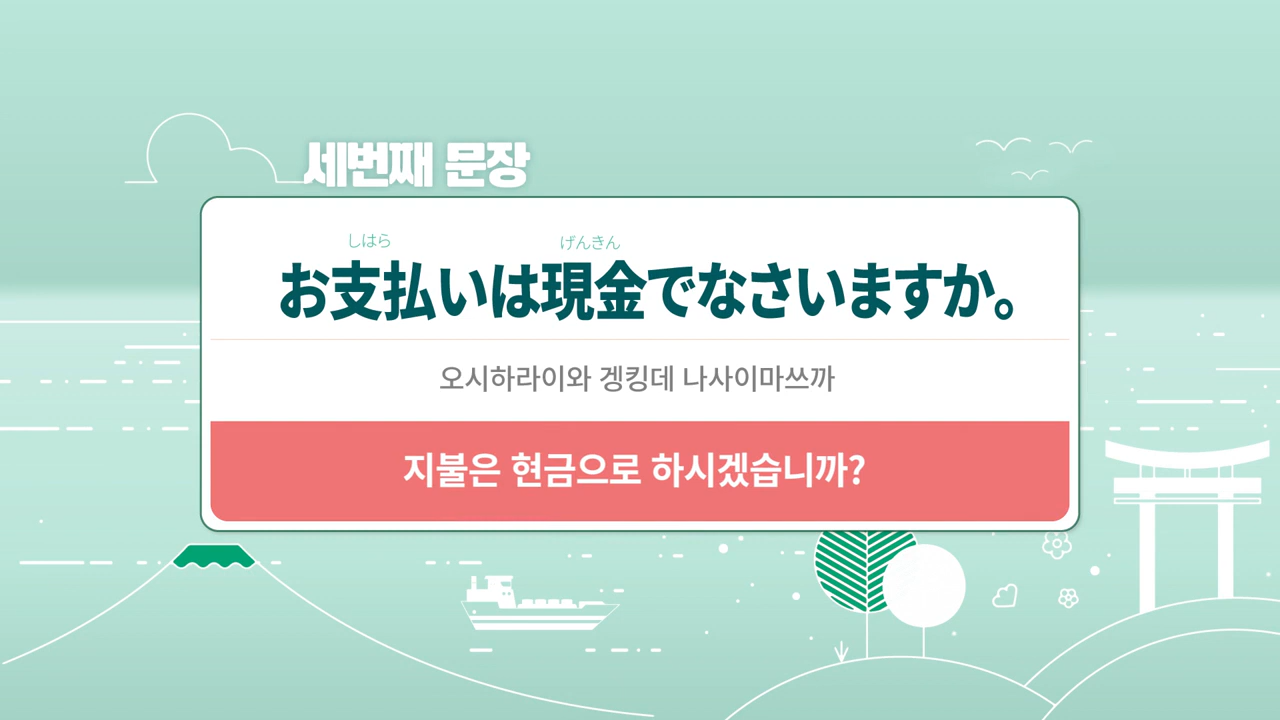 세번째 문장
しはら げんきん
お支払いは現金でなさいますか。
오시하라이와 겡킹데 나사이마쓰까
지불은 현금으로 하시겠습니까?